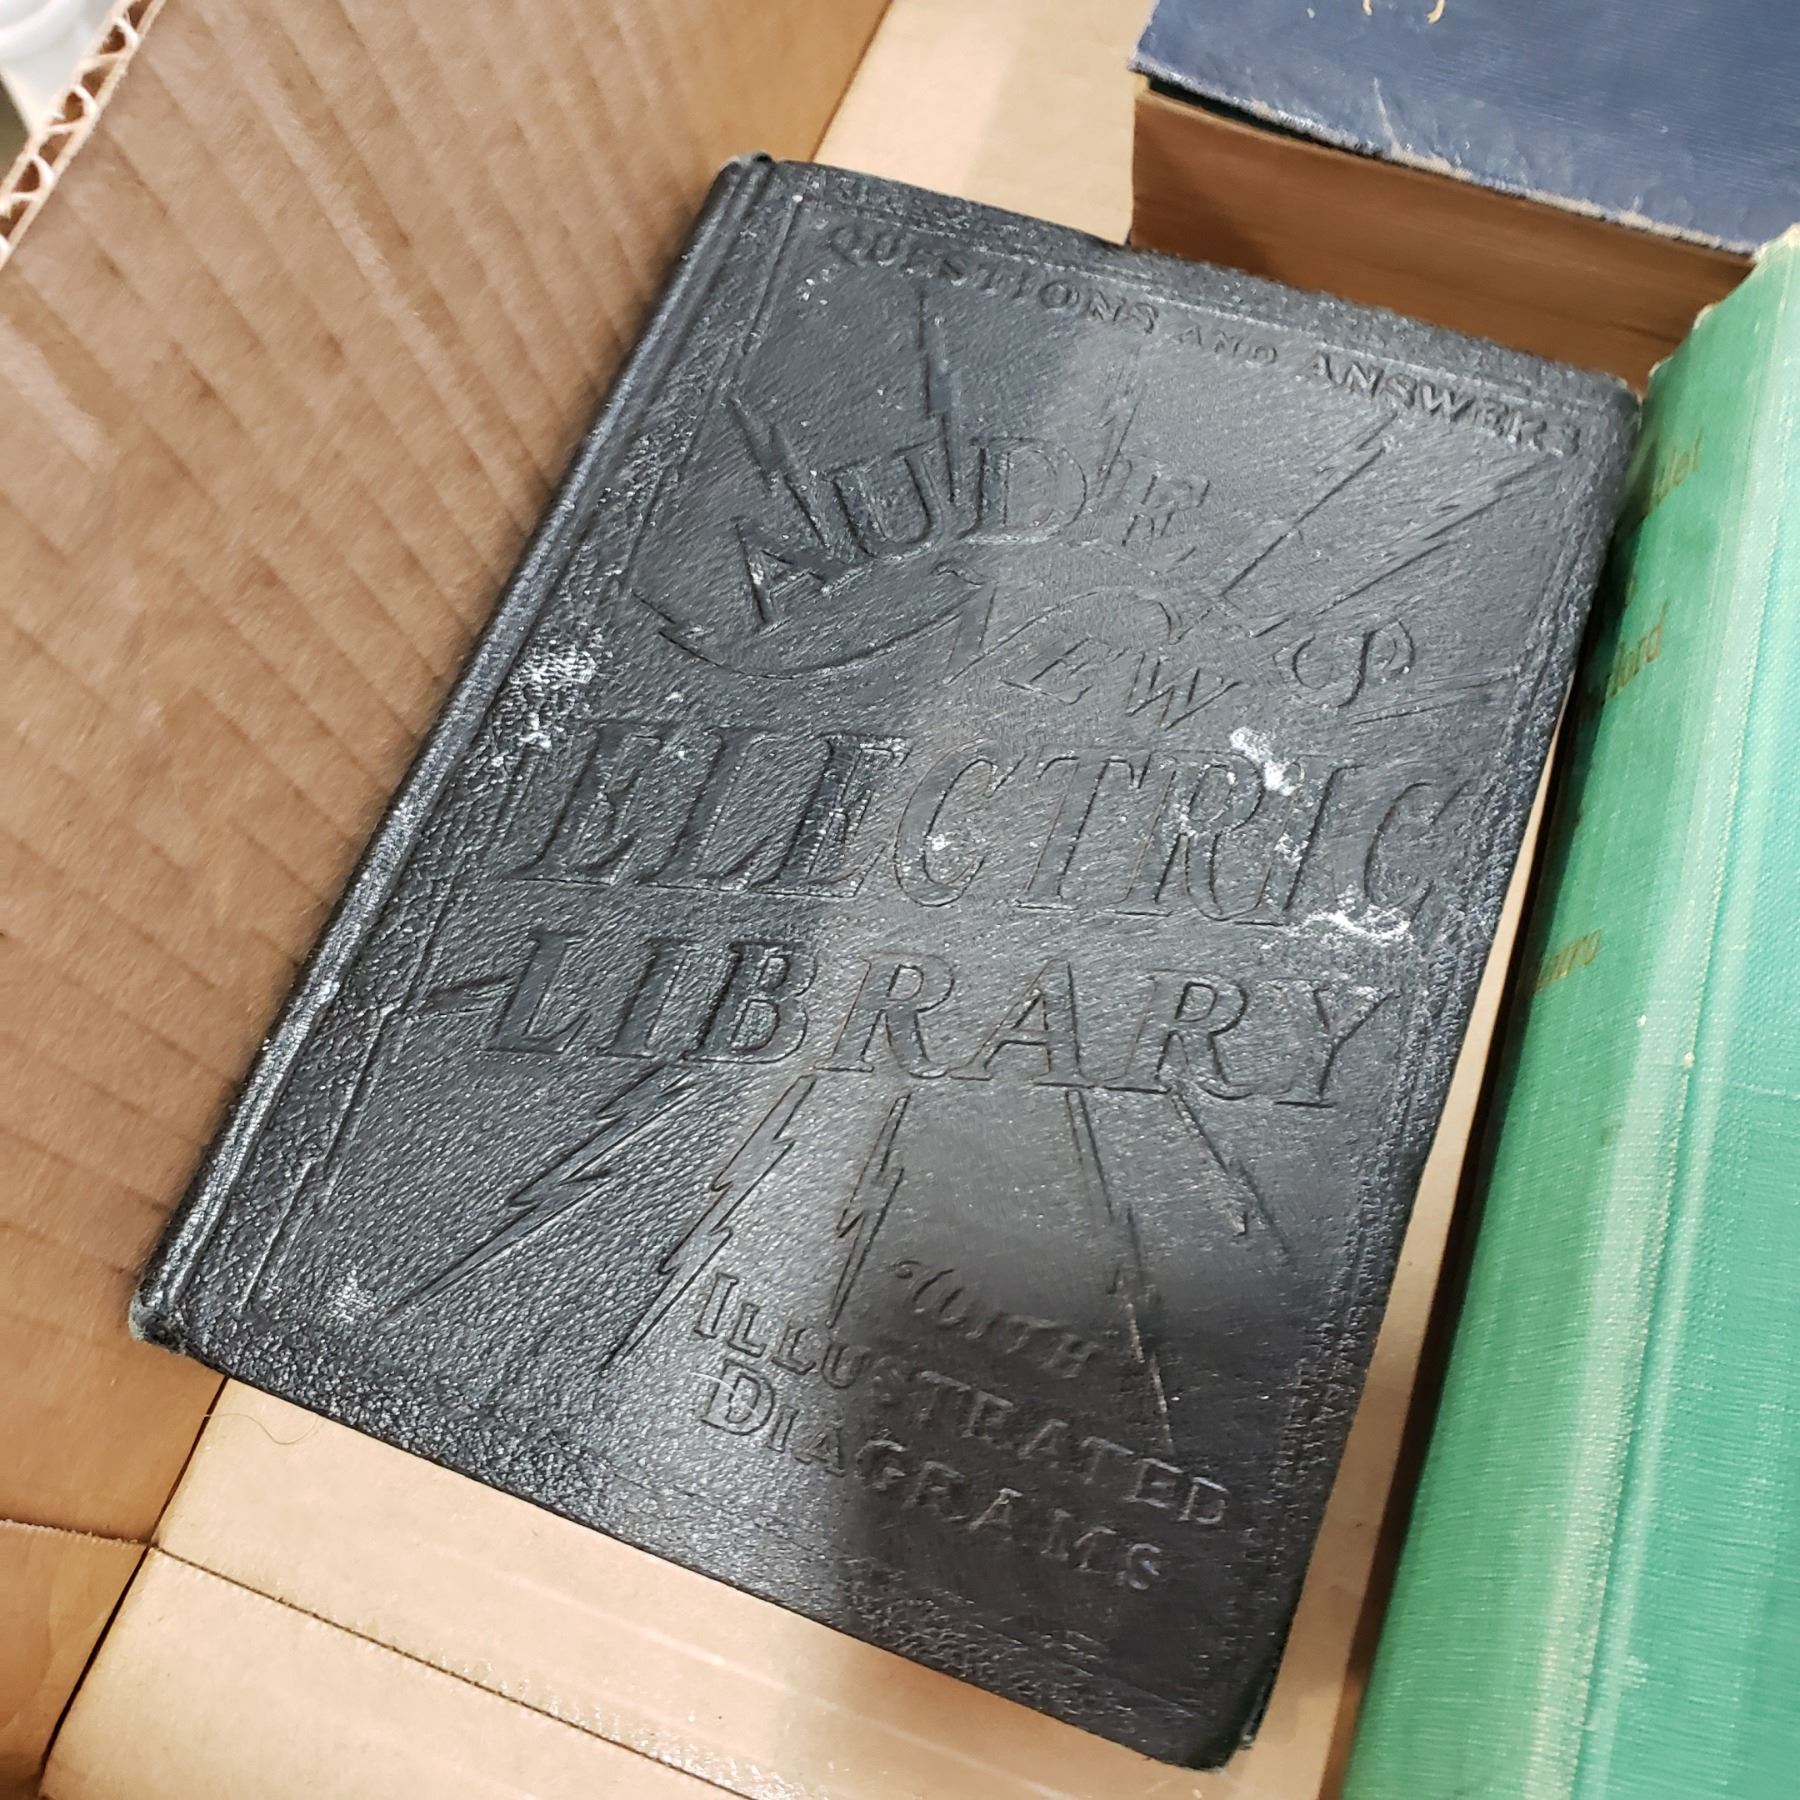 QUESTIONS AND ANSWERS
AUDELS
NEW
ELECTRIC
LIBRARY
WITH
ILLUSTRATED
DIAGRAMS